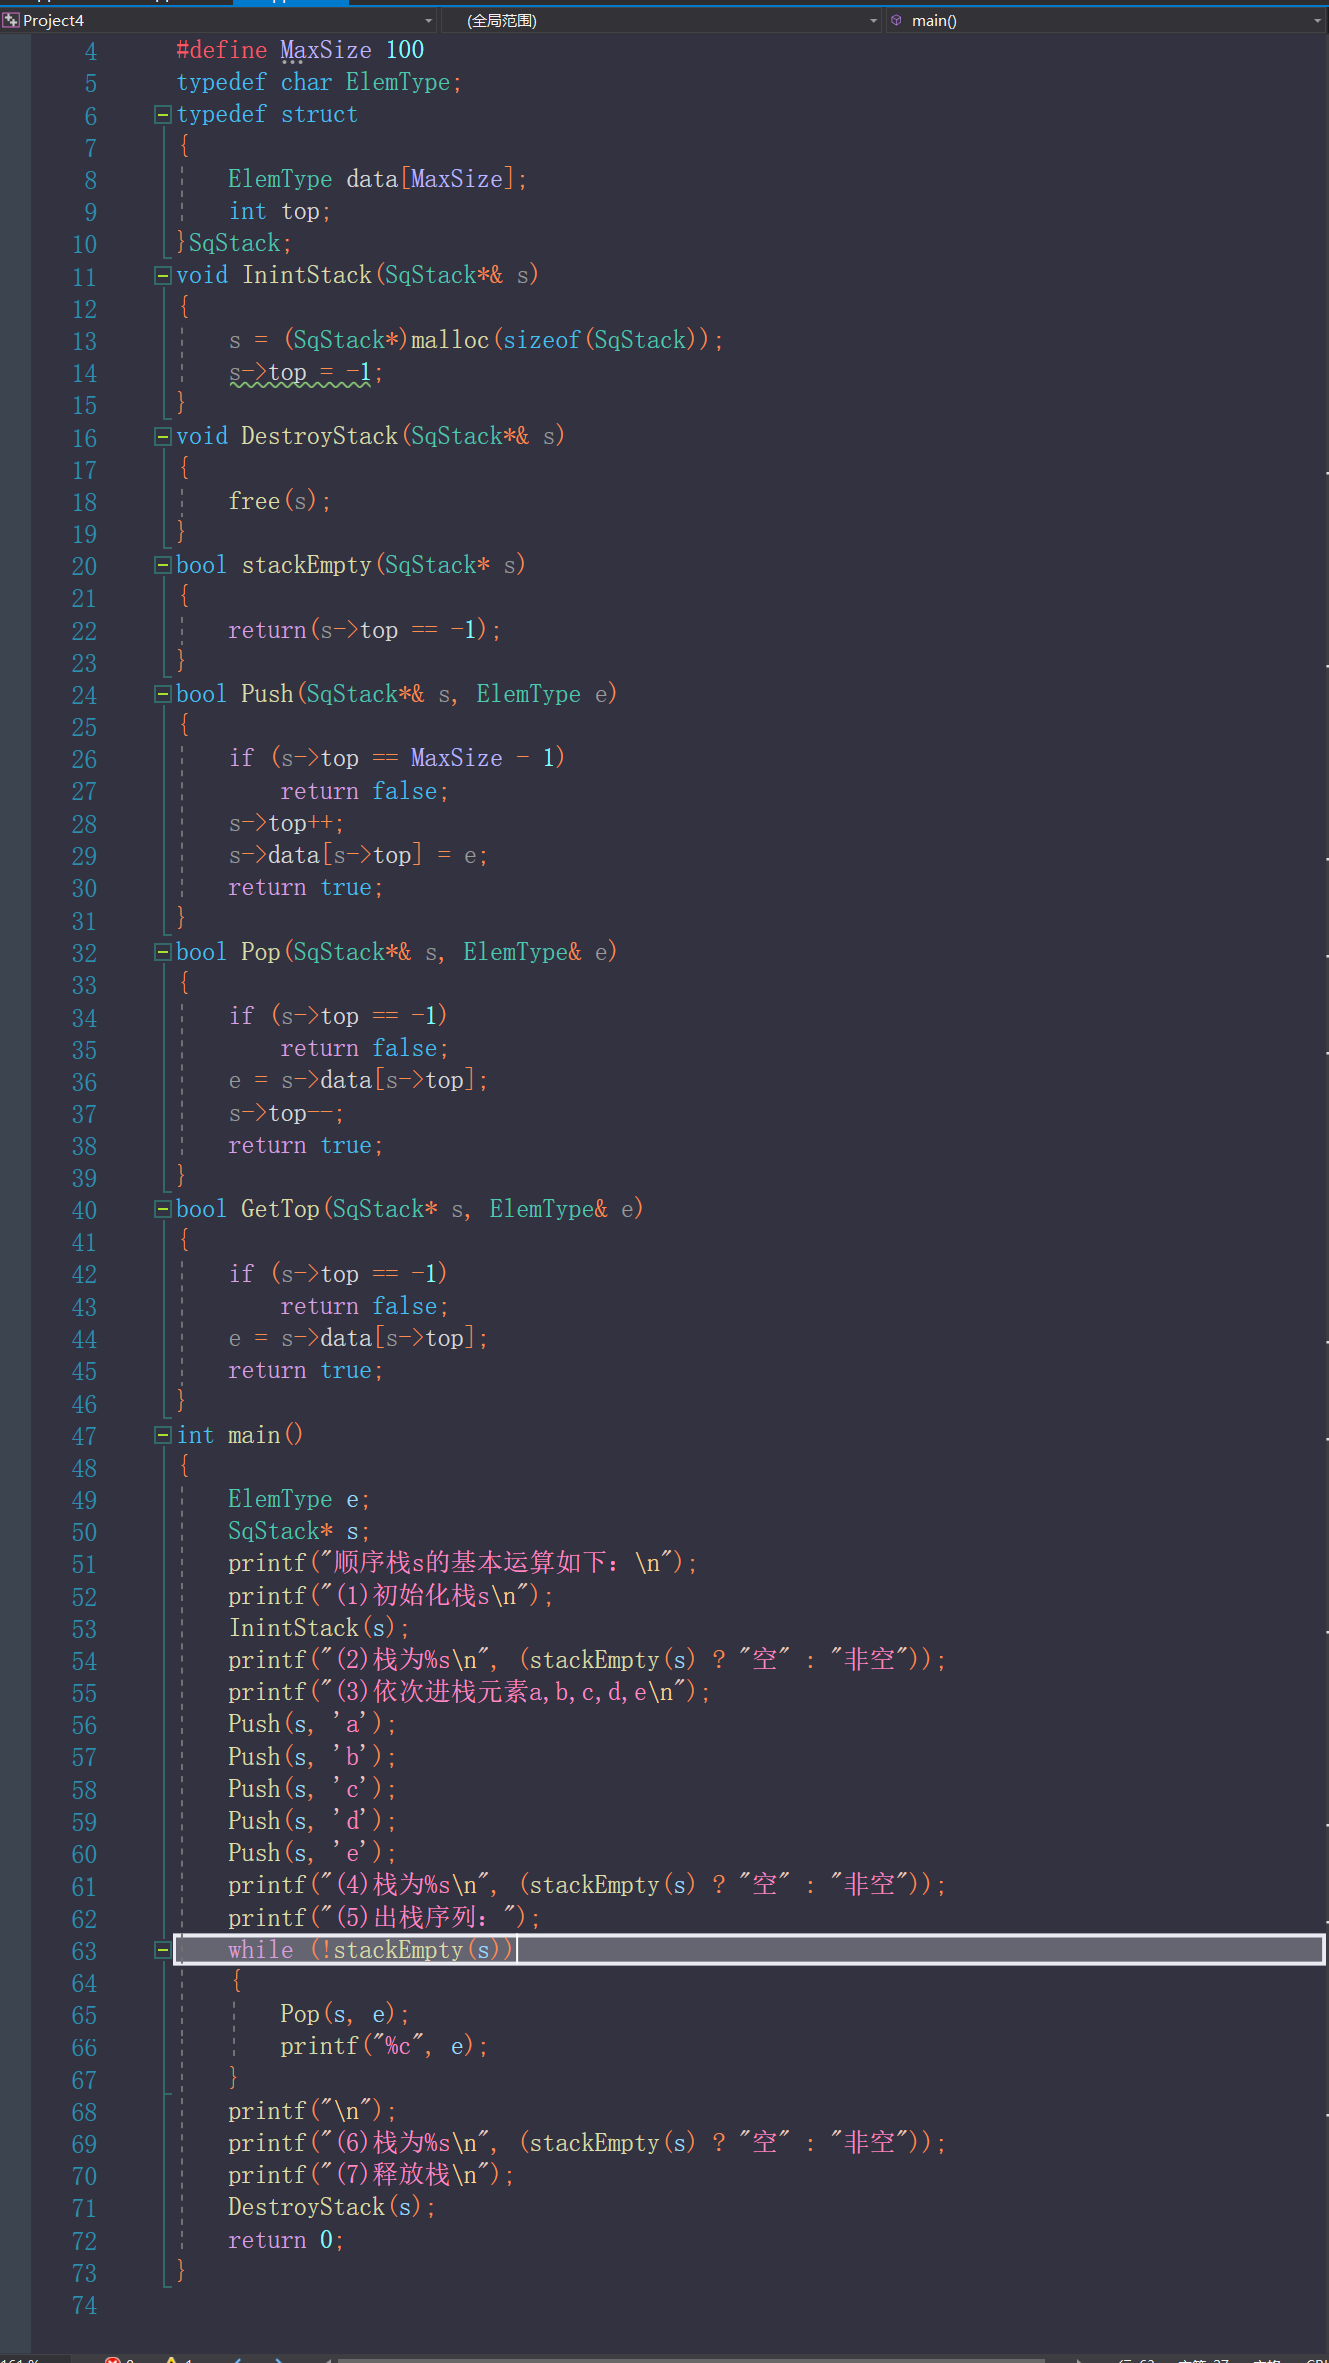 Project4 (全局范围) main()
4 #define MaxSize 100
5 typedef char ElemType;
6 typedef struct
7 {
8 ElemType data[MaxSize];
9 int top;
10 }SqStack;
11 void InintStack(SqStack*& s)
12 {
13 s = (SqStack*)malloc(sizeof(SqStack));
14 s->top = -1;
15 }
16 void DestroyStack(SqStack*& s)
17 {
18 free(s);
19 }
20 bool stackEmpty(SqStack* s)
21 {
22 return(s->top == -1);
23 }
24 bool Push(SqStack*& s, ElemType e)
25 {
26 if (s->top == MaxSize - 1)
27 return false;
28 s->top++;
29 s->data[s->top] = e;
30 return true;
31 }
32 bool Pop(SqStack*& s, ElemType& e)
33 {
34 if (s->top == -1)
35 return false;
36 e = s->data[s->top];
37 s->top--;
38 return true;
39 }
40 bool GetTop(SqStack* s, ElemType& e)
41 {
42 if (s->top == -1)
43 return false;
44 e = s->data[s->top];
45 return true;
46 }
47 int main()
48 {
49 ElemType e;
50 SqStack* s;
51 printf("顺序栈s的基本运算如下：\n");
52 printf("(1)初始化栈s\n");
53 InintStack(s);
54 printf("(2)栈为%s\n", (stackEmpty(s) ? "空" : "非空"));
55 printf("(3)依次进栈元素a,b,c,d,e\n");
56 Push(s, 'a');
57 Push(s, 'b');
58 Push(s, 'c');
59 Push(s, 'd');
60 Push(s, 'e');
61 printf("(4)栈为%s\n", (stackEmpty(s) ? "空" : "非空"));
62 printf("(5)出栈序列：");
63 while (!stackEmpty(s))
64 {
65 Pop(s, e);
66 printf("%c", e);
67 }
68 printf("\n");
69 printf("(6)栈为%s\n", (stackEmpty(s) ? "空" : "非空"));
70 printf("(7)释放栈\n");
71 DestroyStack(s);
72 return 0;
73 }
74